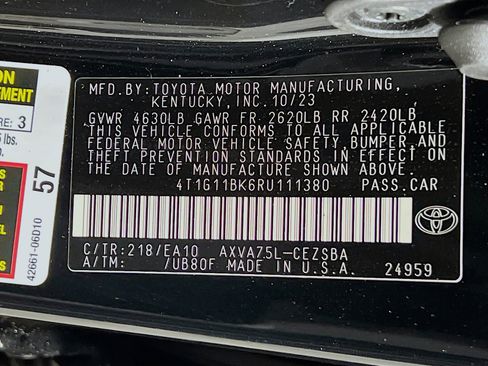 MFD.BY:TOYOTA MOTOR MANUFACTURING,
KENTUCKY, INC. 10/23
GVWR 4630LB GAWR FR 2620LB RR 2420LB
THIS VEHICLE CONFORMS TO ALL APPLICABLE
FEDERAL MOTOR VEHICLE SAFETY, BUMPER, AND
THEFT PREVENTION STANDARDS IN EFFECT ON
THE DATE OF MANUFACTURE SHOWN ABOVE.
4T1G11BK6RU111380 PASS.CAR
C/TR:218/EA10 AXVA75L-CEZSBA
A/TM: /UB80F MADE IN U.S.A. 24959
TOYOTA
ON
EMENT
RE: 3
lbs.
57
42661-06D10